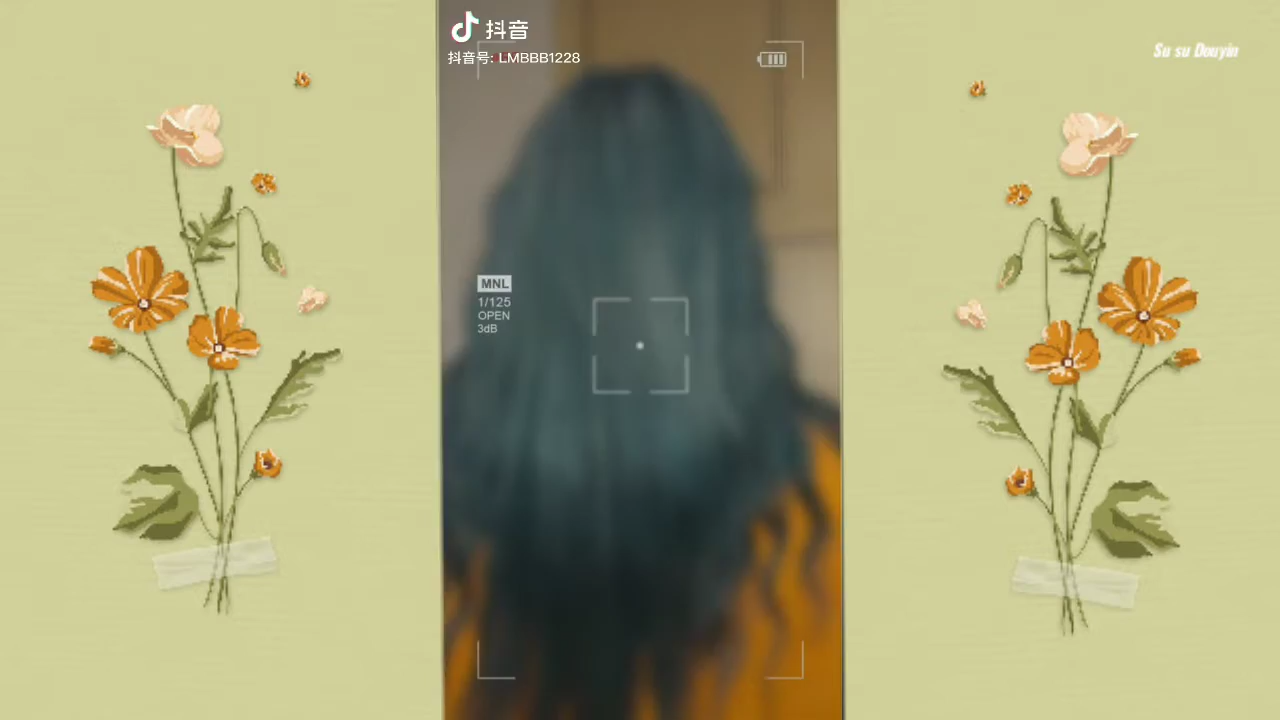 抖音
抖音号: LMBBB1228
Su su Douyin
MNL
1/125
OPEN
3dB